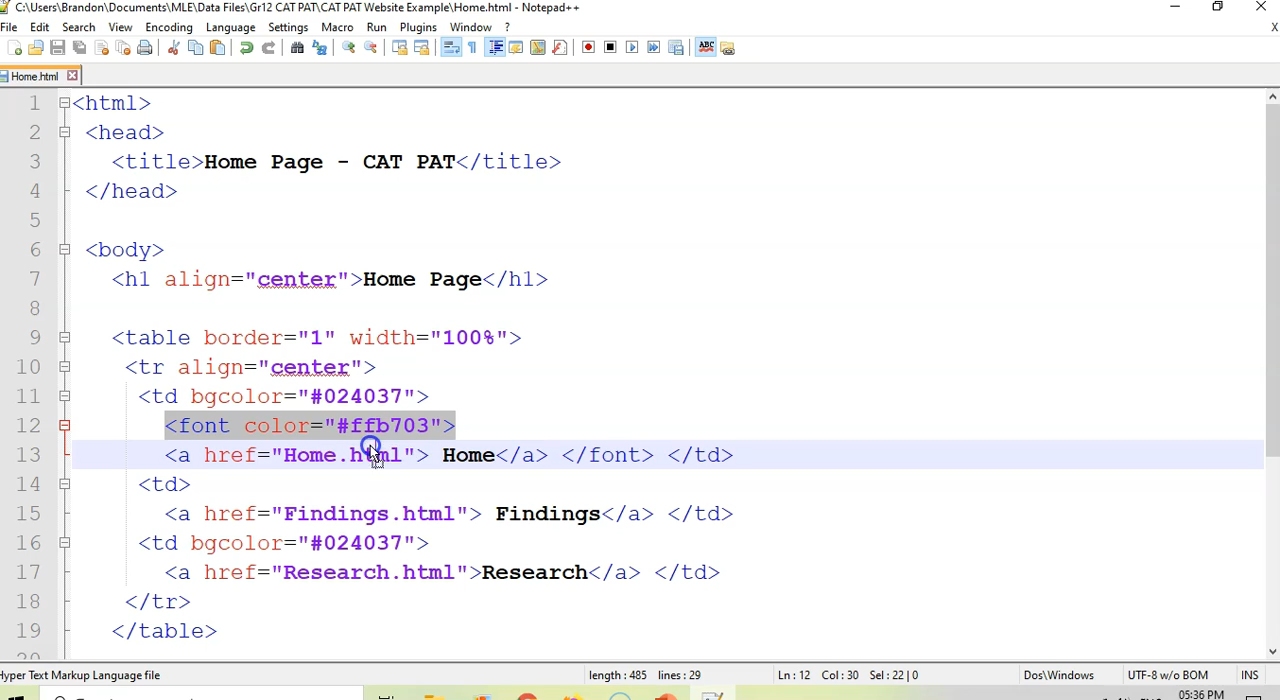 C:\Users\Brandon\Documents\MLE\Data Files\Gr12 CAT PAT\CAT PAT Website Example\Home.html - Notepad++
File Edit Search View Encoding Language Settings Macro Run Plugins Window ?
X
ABC
Home.html
1 <html>
2 <head>
3 <title>Home Page - CAT PAT</title>
4 </head>
5
6 <body>
7 <h1 align="center">Home Page</h1>
8
9 <table border="1" width="100%">
10 <tr align="center">
11 <td bgcolor="#024037">
12 <font color="#ffb703">
13 <a href="Home.html"> Home</a> </font> </td>
14 <td>
15 <a href="Findings.html"> Findings</a> </td>
16 <td bgcolor="#024037">
17 <a href="Research.html">Research</a> </td>
18 </tr>
19 </table>
20
Hyper Text Markup Language file length : 485 lines : 29 Ln : 12 Col : 30 Sel : 22 | 0 Dos\Windows UTF-8 w/o BOM INS
05:36 PM